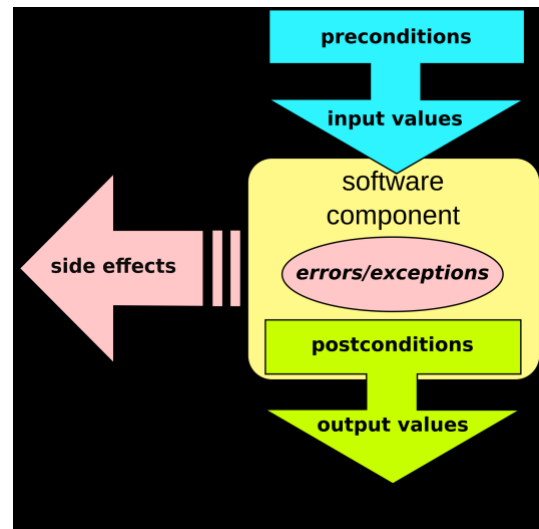 preconditions
input values
software
component
side effects
errors/exceptions
postconditions
output values